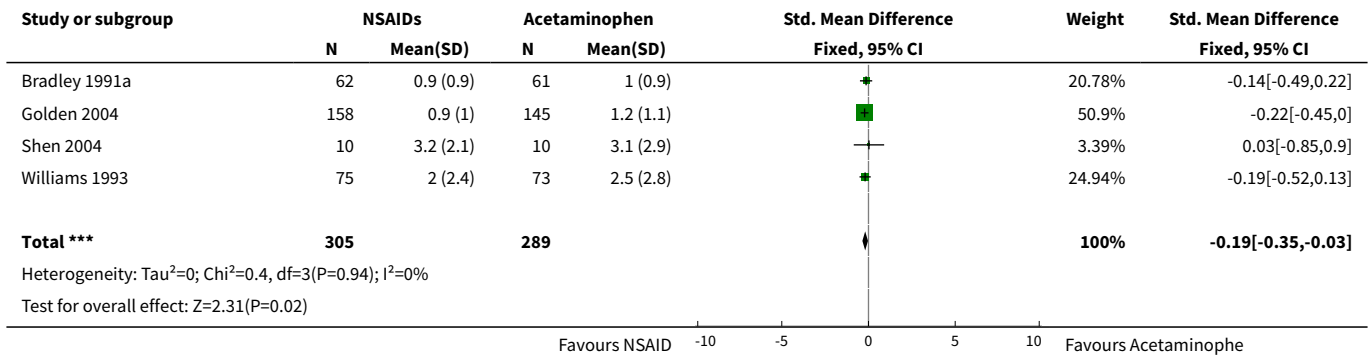 Study or subgroup NSAIDs Acetaminophen Std. Mean Difference Weight Std. Mean Difference
N Mean(SD) N Mean(SD) Fixed, 95% CI Fixed, 95% CI
Bradley 1991a 62 0.9 (0.9) 61 1 (0.9) 20.78% -0.14[-0.49,0.22]
Golden 2004 158 0.9 (1) 145 1.2 (1.1) 50.9% -0.22[-0.45,0]
Shen 2004 10 3.2 (2.1) 10 3.1 (2.9) 3.39% 0.03[-0.85,0.9]
Williams 1993 75 2 (2.4) 73 2.5 (2.8) 24.94% -0.19[-0.52,0.13]
Total *** 305 289 100% -0.19[-0.35,-0.03]
Heterogeneity: Tau²=0; Chi²=0.4, df=3(P=0.94); I²=0%
Test for overall effect: Z=2.31(P=0.02)
Favours NSAID -10 -5 0 5 10 Favours Acetaminophe